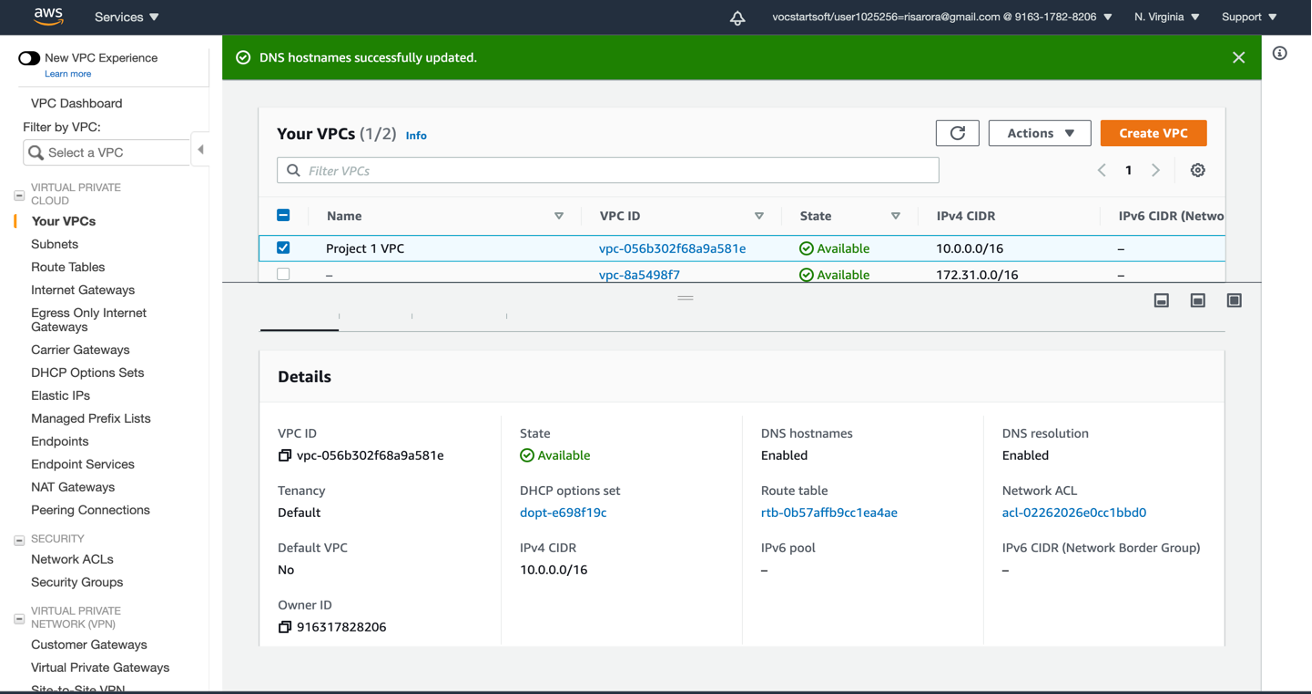 aws
Services
vocstartsoft/user1025256=risarora@gmail.com @ 9163-1782-8206
N. Virginia
Support
New VPC Experience
Learn more
VPC Dashboard
Filter by VPC:
Select a VPC
VIRTUAL PRIVATE
CLOUD
Your VPCs
Subnets
Route Tables
Internet Gateways
Egress Only Internet
Gateways
Carrier Gateways
DHCP Options Sets
Elastic IPs
Managed Prefix Lists
Endpoints
Endpoint Services
NAT Gateways
Peering Connections
SECURITY
Network ACLs
Security Groups
VIRTUAL PRIVATE
NETWORK (VPN)
Customer Gateways
Virtual Private Gateways
Site-to-Site VPN
DNS hostnames successfully updated.
Your VPCs (1/2) Info
Actions
Create VPC
Filter VPCs
1
Name VPC ID State IPv4 CIDR IPv6 CIDR (Netwo
Project 1 VPC vpc-056b302f68a9a581e Available 10.0.0.0/16 –
– vpc-8a5498f7 Available 172.31.0.0/16 –
Details
VPC ID
vpc-056b302f68a9a581e
State
Available
DNS hostnames
Enabled
DNS resolution
Enabled
Tenancy
Default
DHCP options set
dopt-e698f19c
Route table
rtb-0b57affb9cc1ea4ae
Network ACL
acl-02262026e0cc1bbd0
Default VPC
No
IPv4 CIDR
10.0.0.0/16
IPv6 pool
–
IPv6 CIDR (Network Border Group)
–
Owner ID
916317828206